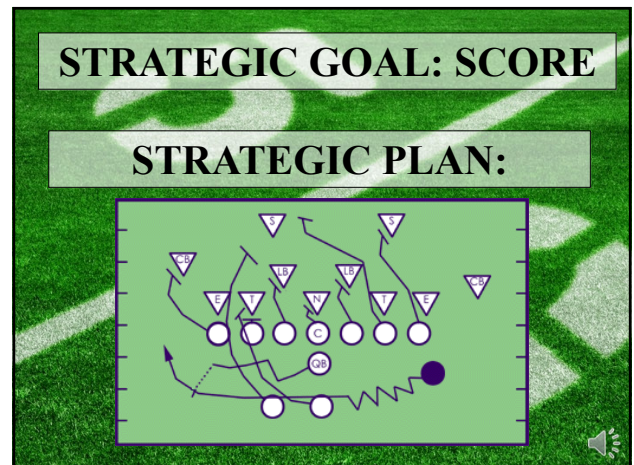 STRATEGIC GOAL: SCORE
STRATEGIC PLAN:
S S
CB LB LB CB
E T N T E
C
QB